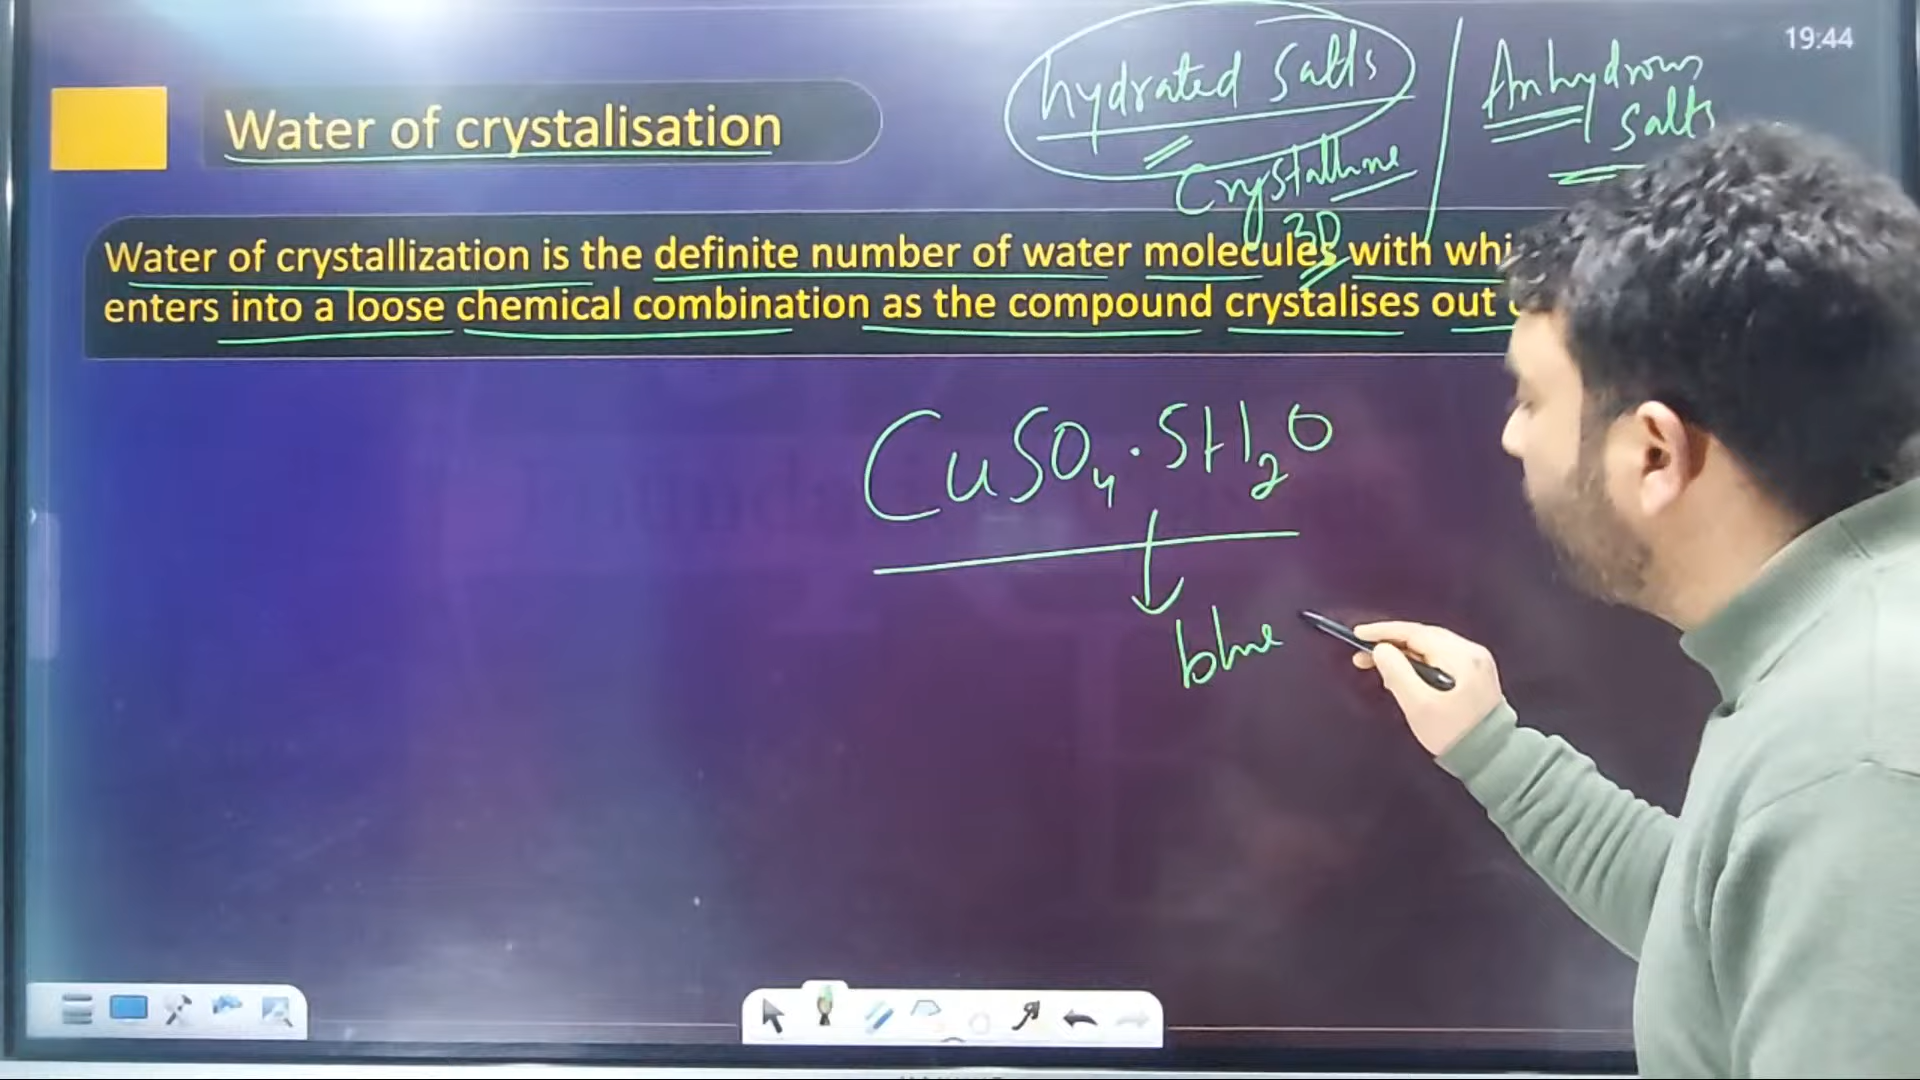 19:44
hydrated salts
Anhydrous
salts
Crystalline
3D
Water of crystalisation
Water of crystallization is the definite number of water molecules with whi
enters into a loose chemical combination as the compound crystalises out
CuSO4.5H2O
blue